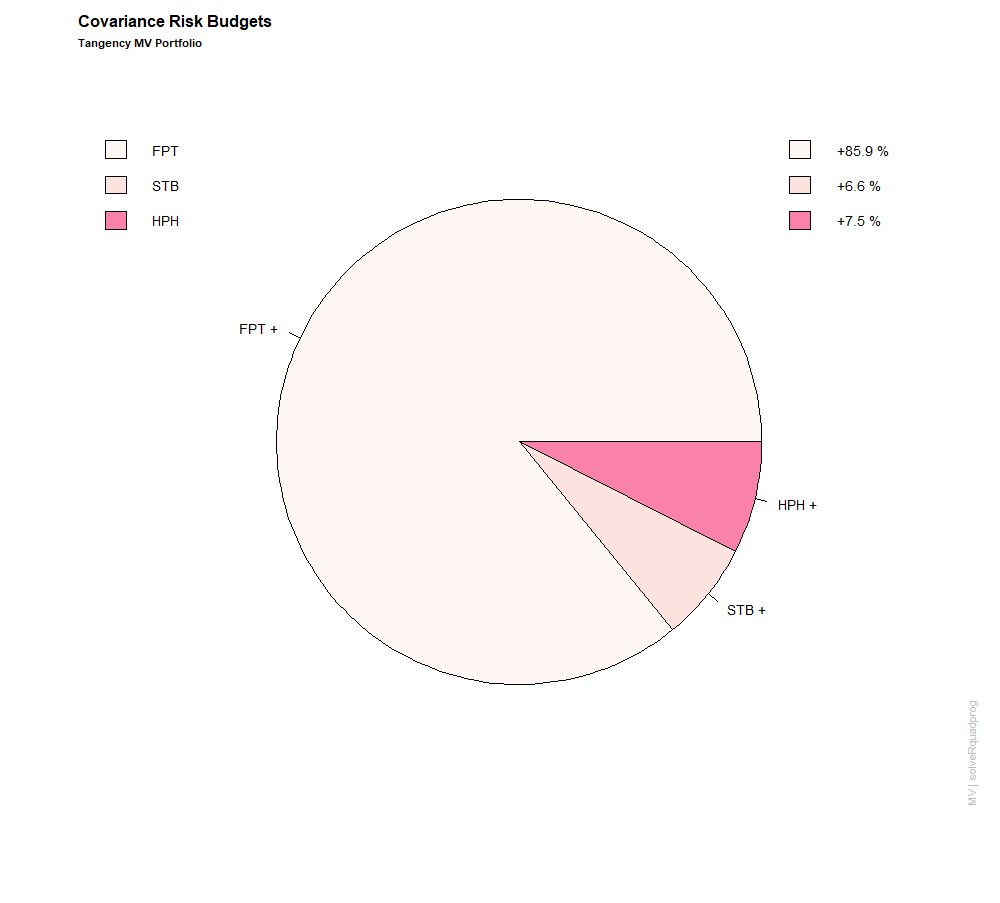 Covariance Risk Budgets
Tangency MV Portfolio
FPT
STB
HPH
+85.9 %
+6.6 %
+7.5 %
FPT +
HPH +
STB +
MV | solveRquadprog